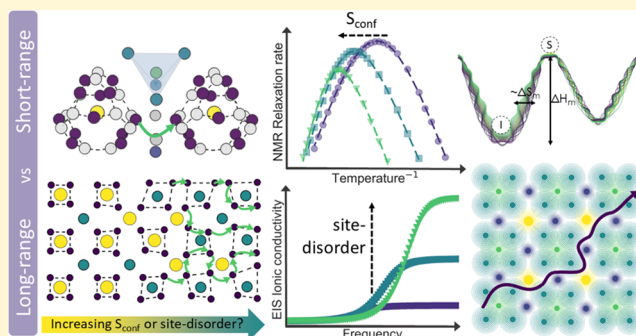 Short-range
vs
Long-range
Increasing S_conf or site-disorder?
NMR Relaxation rate
S_conf
Temperature⁻¹
EIS Ionic conductivity
site-
disorder
Frequency
S
~ΔS_m
ΔH_m
I